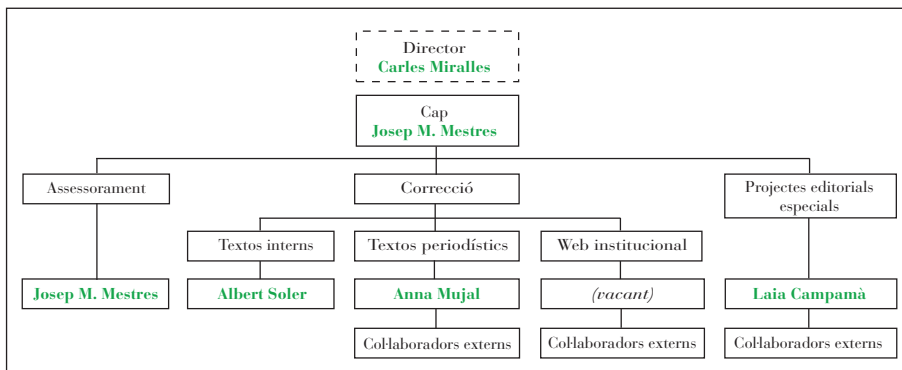 Director
Carles Miralles
Cap
Josep M. Mestres
Assessorament
Correcció
Projectes editorials
especials
Textos interns
Textos periodístics
Web institucional
Josep M. Mestres
Albert Soler
Anna Mujal
(vacant)
Laia Campamà
Col·laboradors externs
Col·laboradors externs
Col·laboradors externs